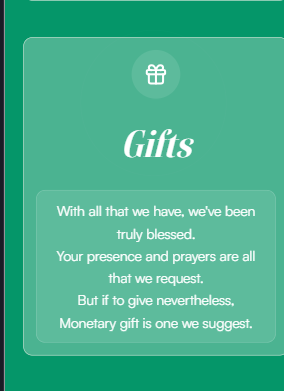 Gifts
With all that we have, we've been
truly blessed.
Your presence and prayers are all
that we request.
But if to give nevertheless,
Monetary gift is one we suggest.